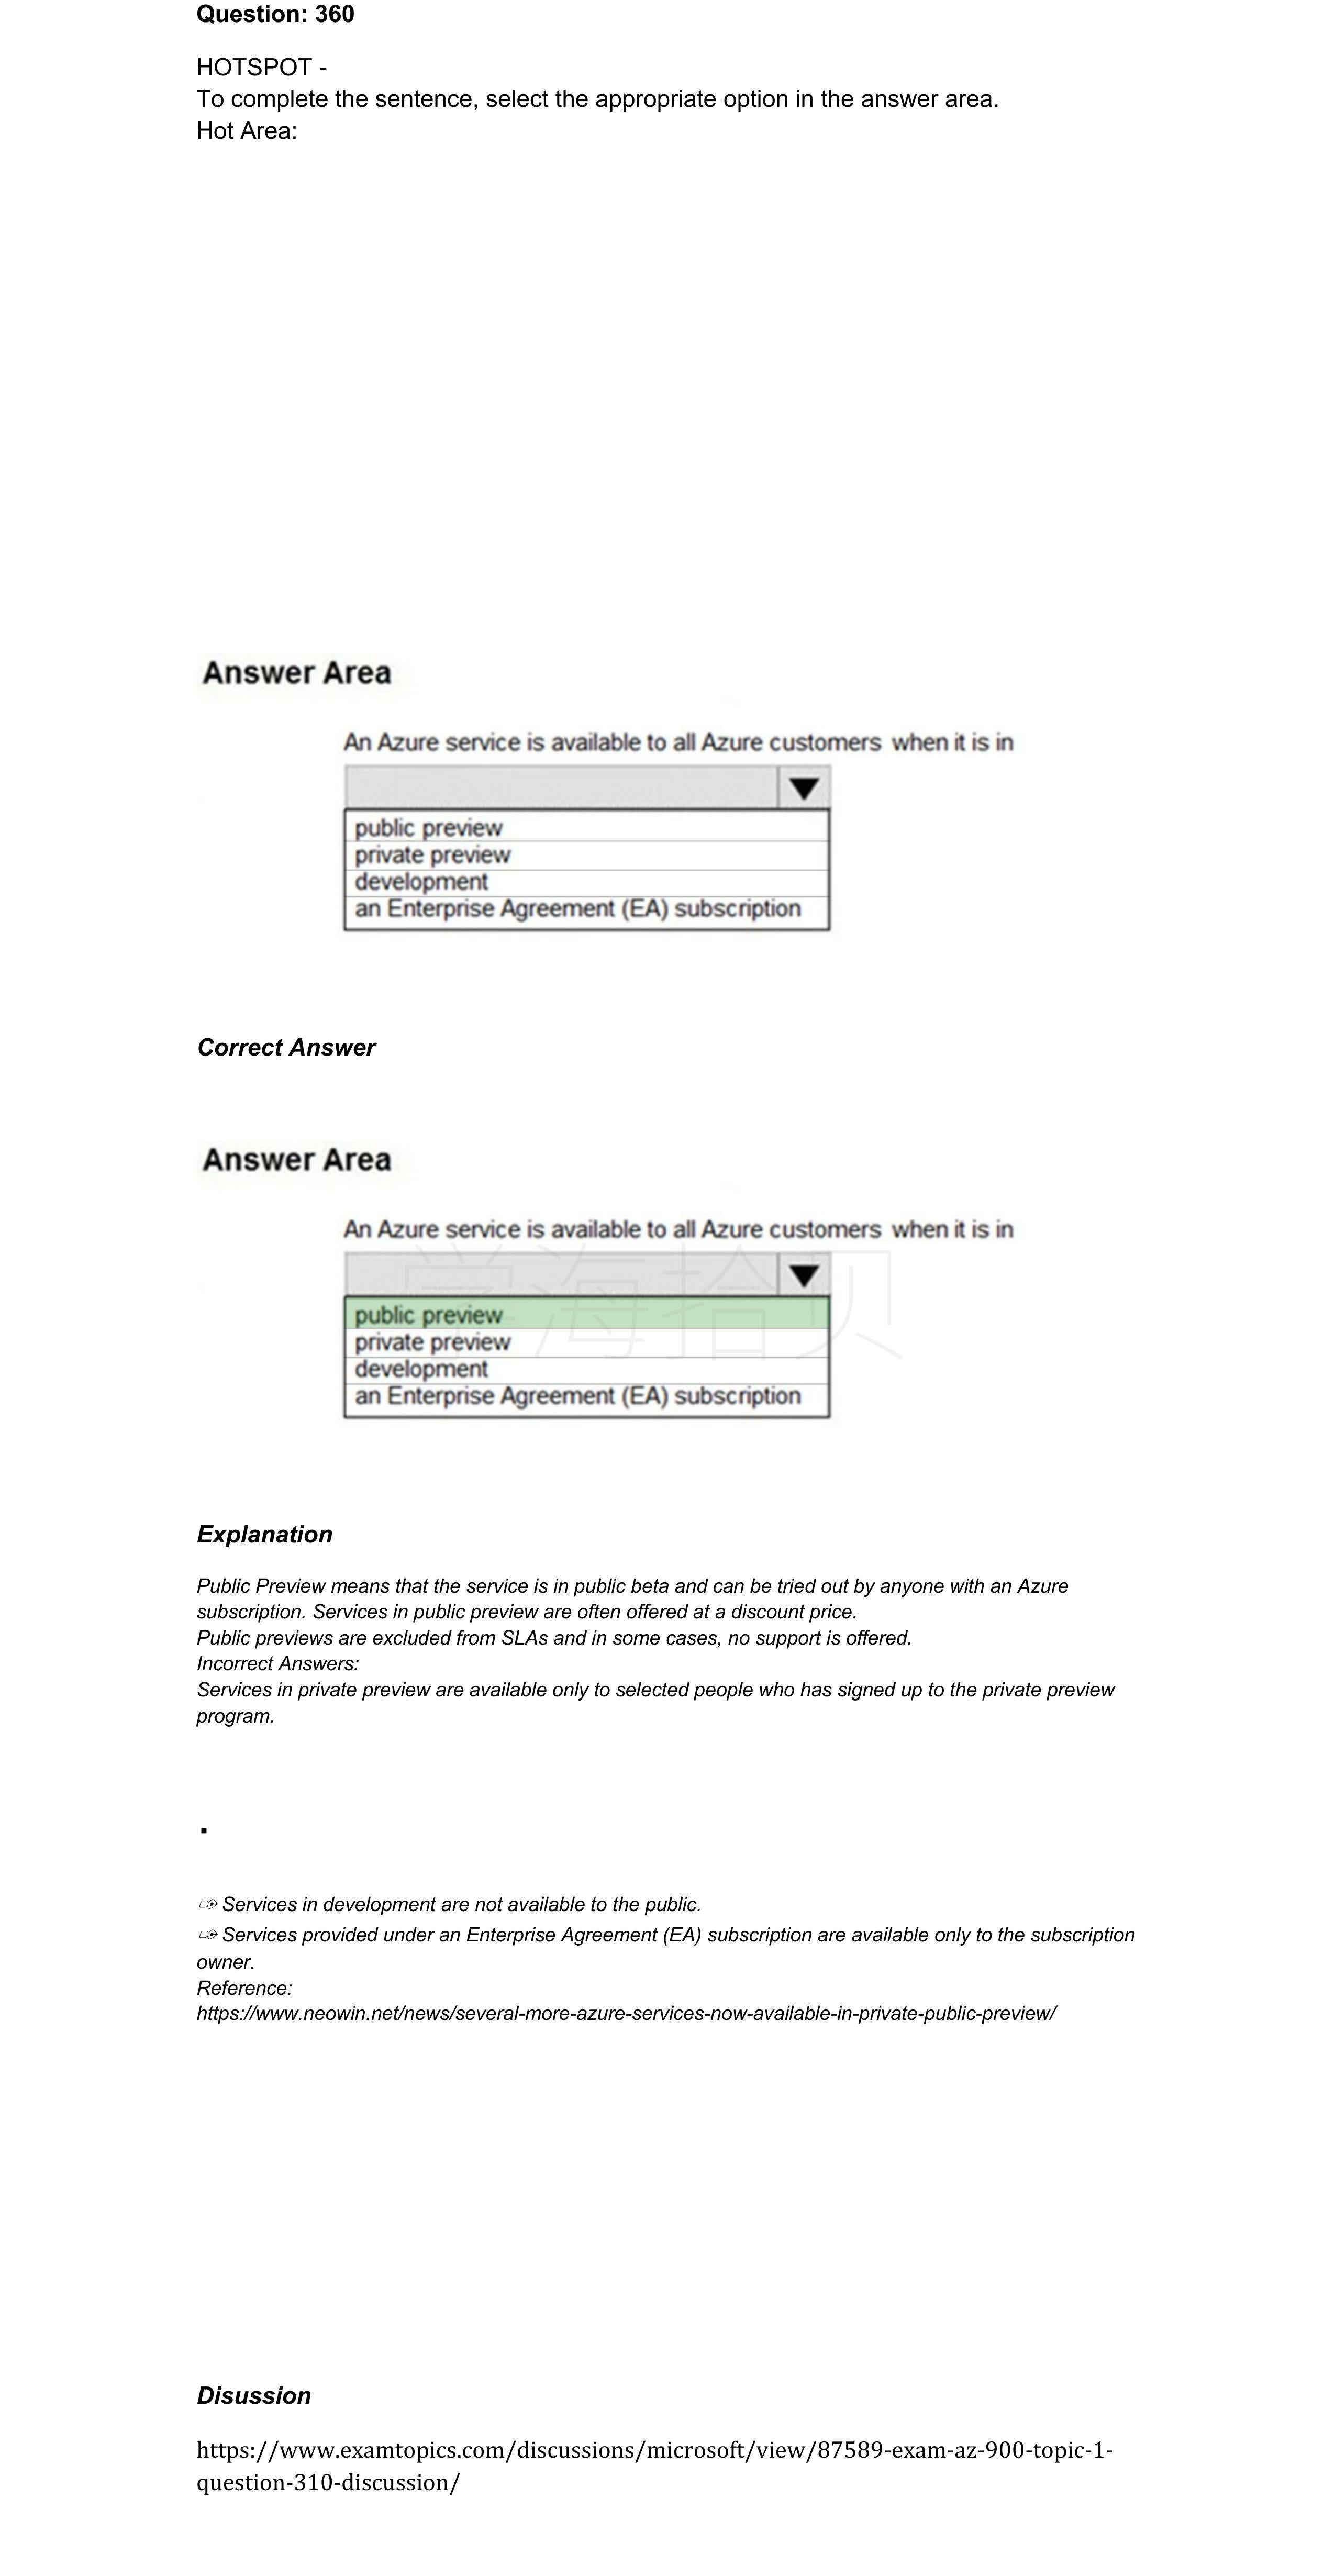 Question: 360
HOTSPOT -
To complete the sentence, select the appropriate option in the answer area.
Hot Area:
Answer Area
An Azure service is available to all Azure customers when it is in
public preview
private preview
development
an Enterprise Agreement (EA) subscription
Correct Answer
Answer Area
An Azure service is available to all Azure customers when it is in
学海拾贝
public preview
private preview
development
an Enterprise Agreement (EA) subscription
Explanation
Public Preview means that the service is in public beta and can be tried out by anyone with an Azure
subscription. Services in public preview are often offered at a discount price.
Public previews are excluded from SLAs and in some cases, no support is offered.
Incorrect Answers:
Services in private preview are available only to selected people who has signed up to the private preview
program.
▪
✑ Services in development are not available to the public.
✑ Services provided under an Enterprise Agreement (EA) subscription are available only to the subscription
owner.
Reference:
https://www.neowin.net/news/several-more-azure-services-now-available-in-private-public-preview/
Disussion
https://www.examtopics.com/discussions/microsoft/view/87589-exam-az-900-topic-1-
question-310-discussion/